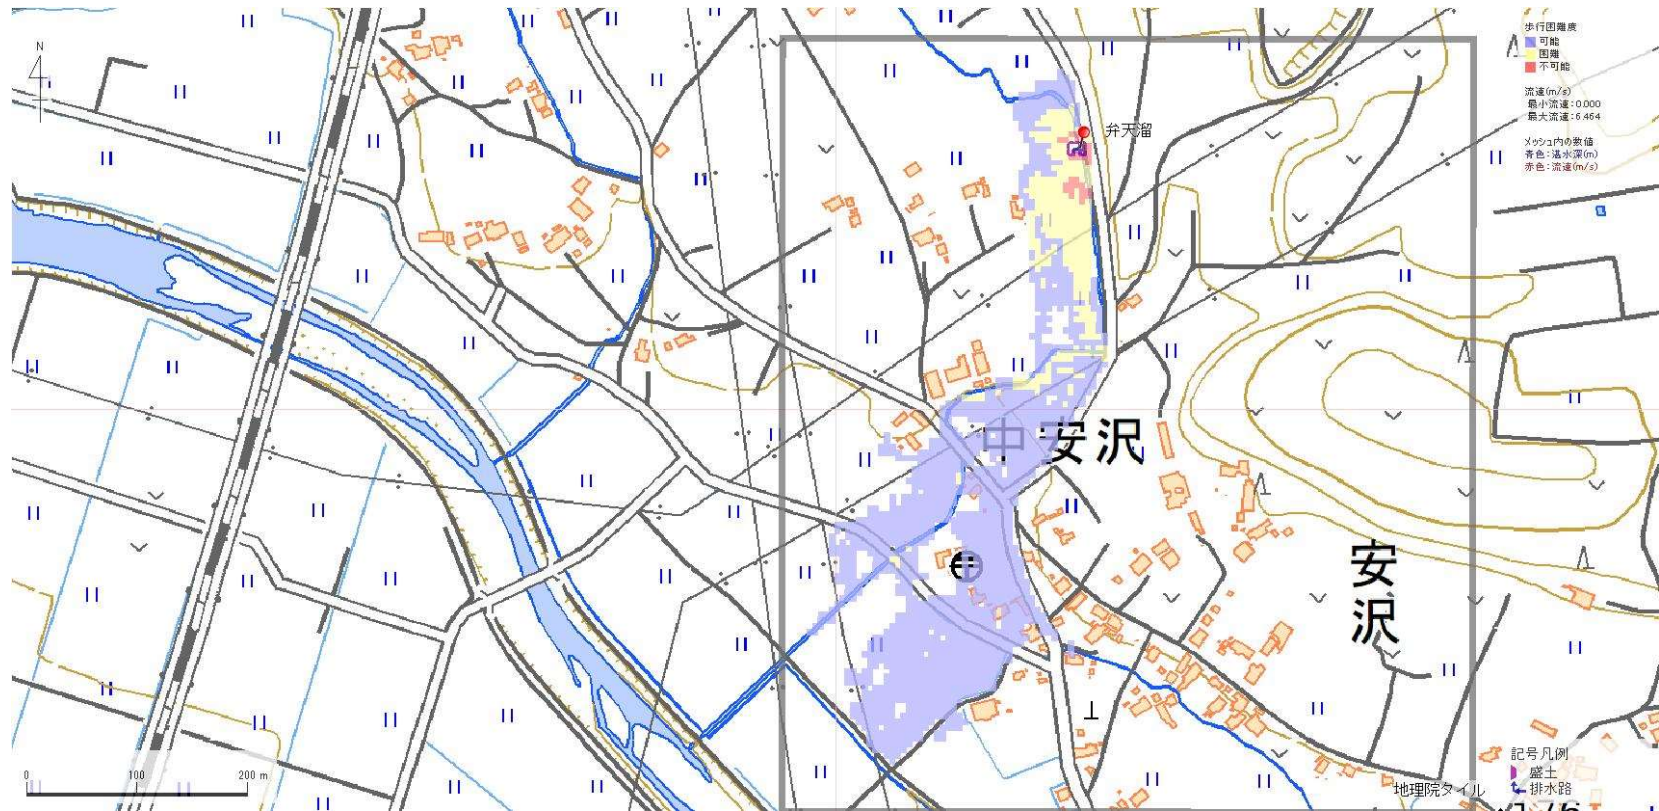 N
歩行困難度
可能
困難
不可能
流速(m/s)
最小流速:0.000
最大流速:6.464
メッシュ内の数値
青色:湛水深(m)
赤色:流速(m/s)
弁天溜
中安沢
安沢
0 100 200 m
記号凡例
盛土
排水路
地理院タイル